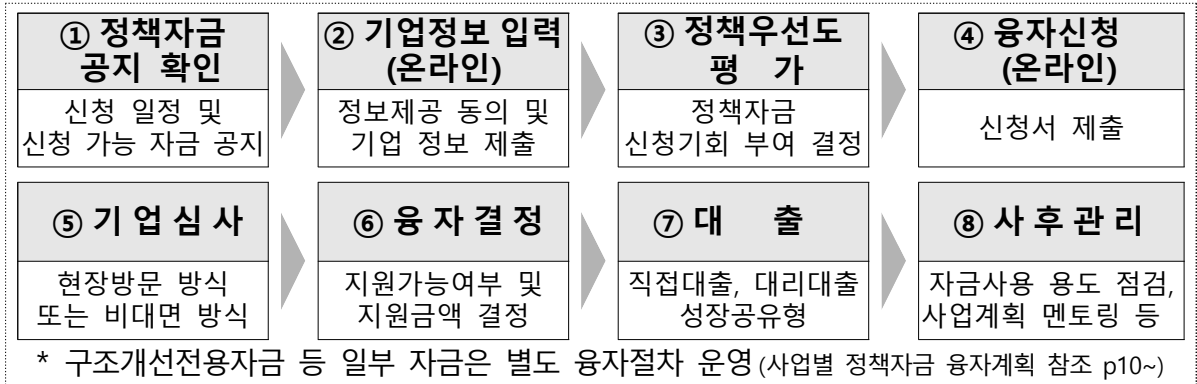 ① 정책자금
공지 확인
신청 일정 및
신청 가능 자금 공지
② 기업정보 입력
(온라인)
정보제공 동의 및
기업 정보 제출
③ 정책우선도
평 가
정책자금
신청기회 부여 결정
④ 융자신청
(온라인)
신청서 제출
⑤ 기 업 심 사
현장방문 방식
또는 비대면 방식
⑥ 융 자 결 정
지원가능여부 및
지원금액 결정
⑦ 대 출
직접대출, 대리대출
성장공유형
⑧ 사 후 관 리
자금사용 용도 점검,
사업계획 멘토링 등
* 구조개선전용자금 등 일부 자금은 별도 융자절차 운영 (사업별 정책자금 융자계획 참조 p10~)